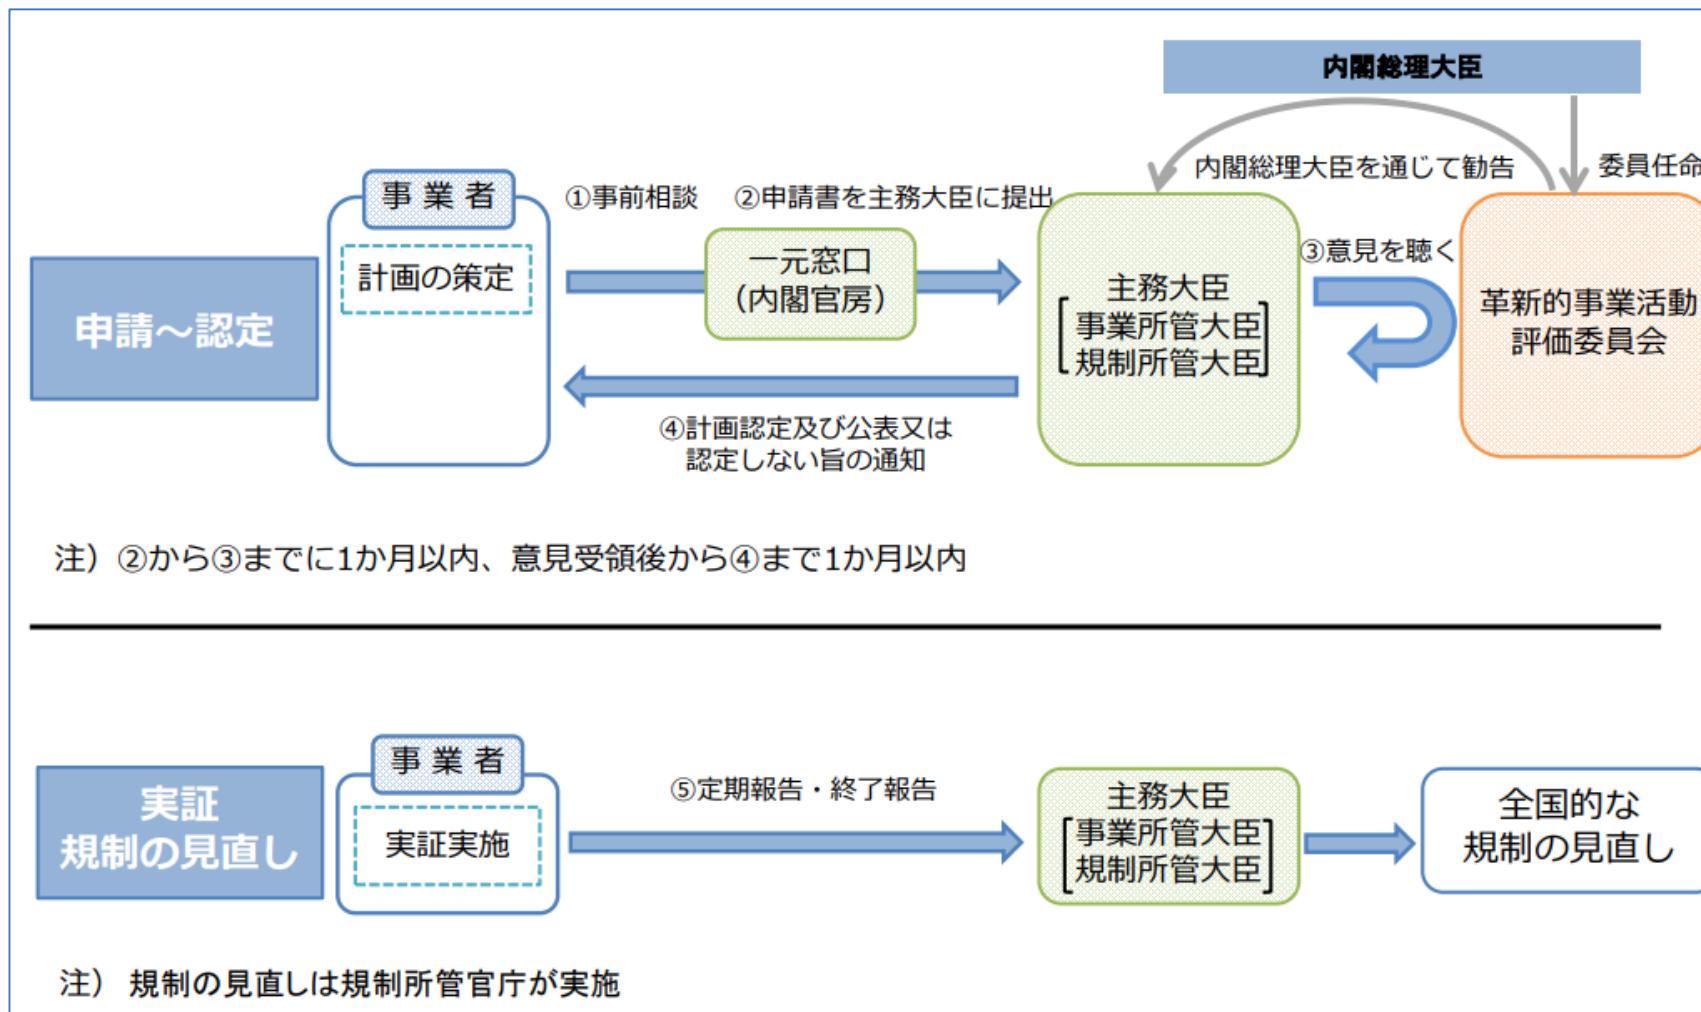 内閣総理大臣
内閣総理大臣を通じて勧告
委員任命
事業者
①事前相談
②申請書を主務大臣に提出
計画の策定
一元窓口
（内閣官房）
③意見を聴く
申請～認定
主務大臣
事業所管大臣
規制所管大臣
革新的事業活動
評価委員会
④計画認定及び公表又は
認定しない旨の通知
注）②から③までに1か月以内、意見受領後から④まで1か月以内
事業者
実証
規制の見直し
実証実施
⑤定期報告・終了報告
主務大臣
事業所管大臣
規制所管大臣
全国的な
規制の見直し
注） 規制の見直しは規制所管官庁が実施